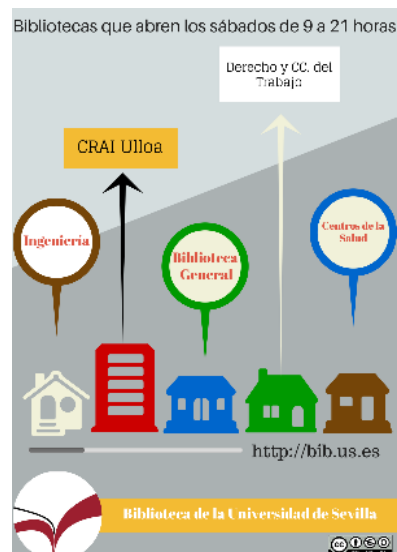 Bibliotecas que abren los sábados de 9 a 21 horas
Derecho y CC. del
Trabajo
CRAI Ulloa
Ingeniería
Centros de la
Salud
Biblioteca
General
http://bib.us.es
Biblioteca de la Universidad de Sevilla
cc